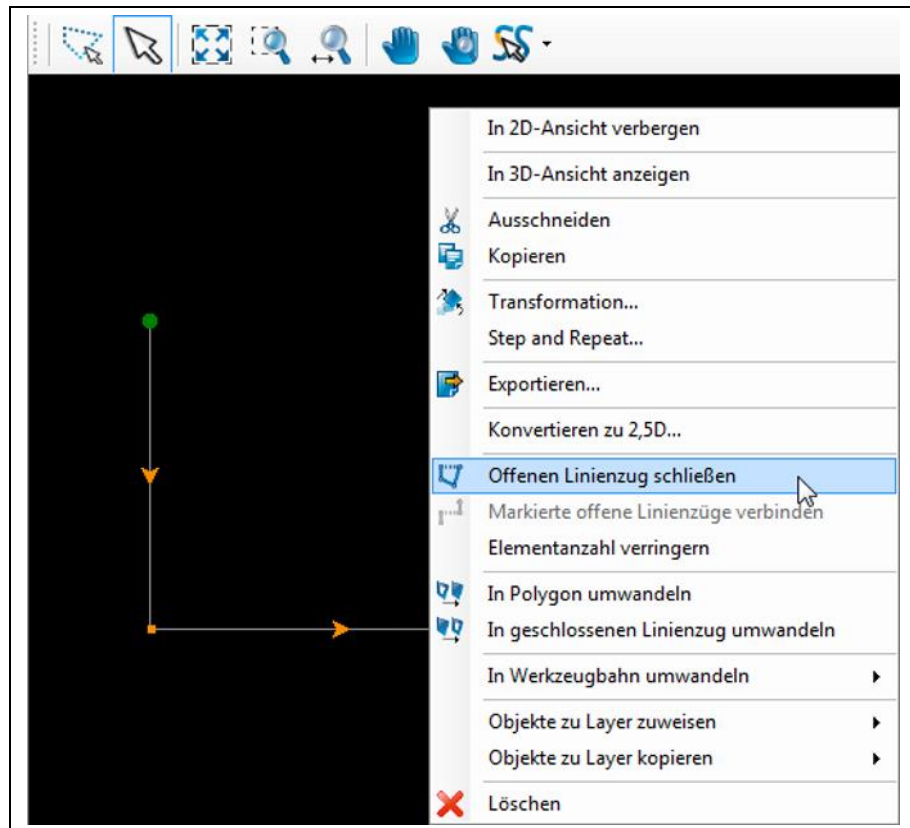 In 2D-Ansicht verbergen
In 3D-Ansicht anzeigen
Ausschneiden
Kopieren
Transformation...
Step and Repeat...
Exportieren...
Konvertieren zu 2,5D...
Offenen Linienzug schließen
Markierte offene Linienzüge verbinden
Elementanzahl verringern
In Polygon umwandeln
In geschlossenen Linienzug umwandeln
In Werkzeugbahn umwandeln
Objekte zu Layer zuweisen
Objekte zu Layer kopieren
Löschen